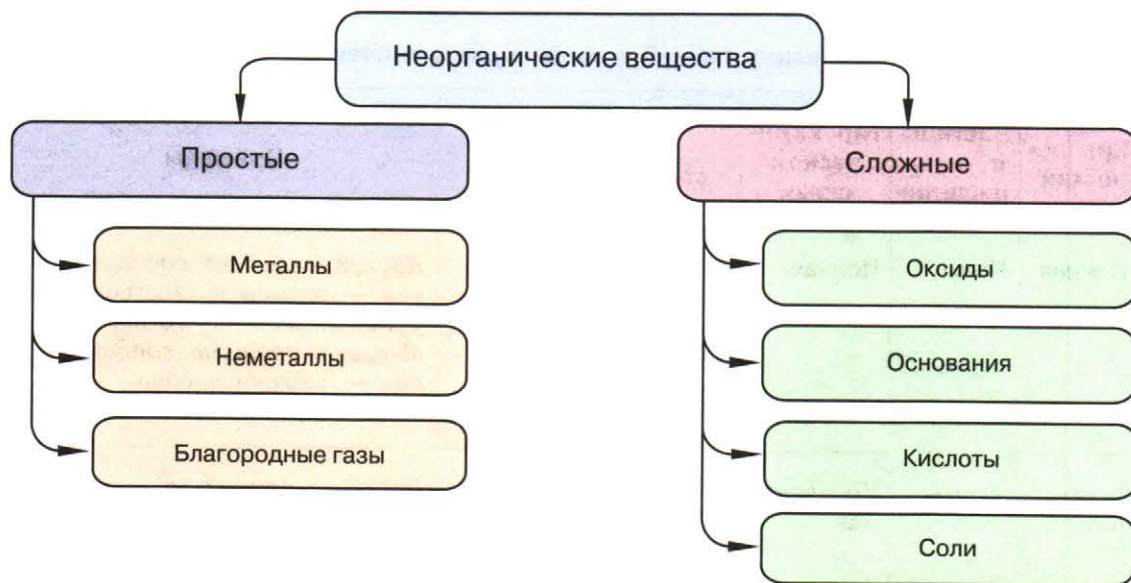 Неорганические вещества
Простые
Металлы
Неметаллы
Благородные газы
Сложные
Оксиды
Основания
Кислоты
Соли